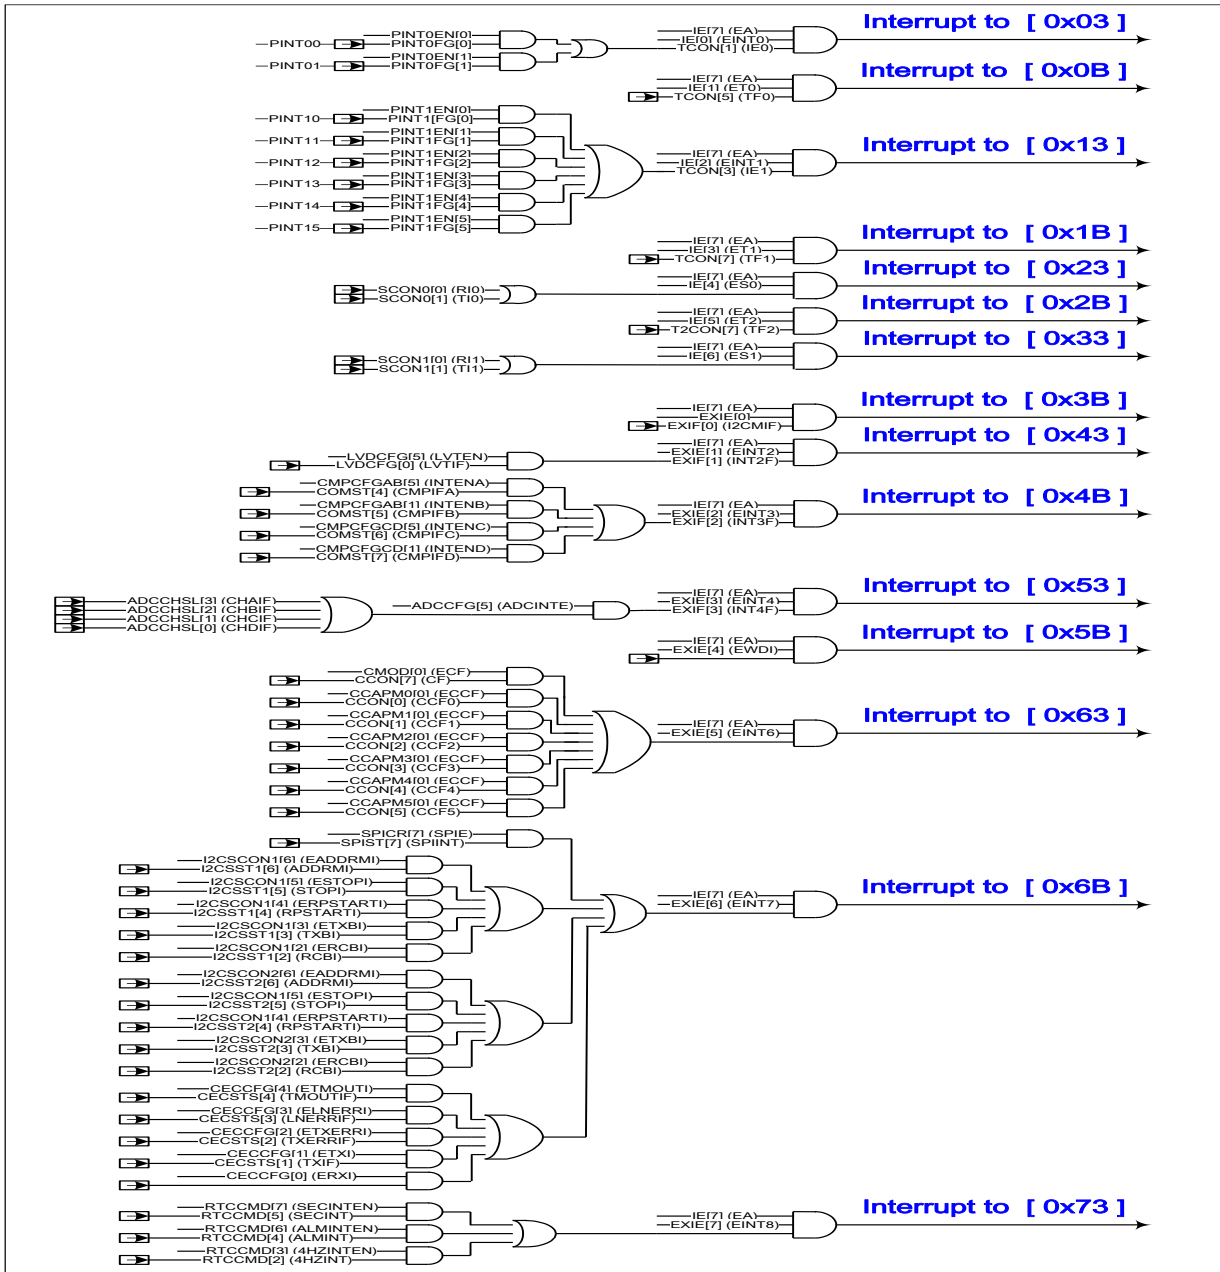 Interrupt to [ 0x03 ]
PINT00
PINT0EN[0]
PINT0FG[0]
PINT01
PINT0EN[1]
PINT0FG[1]
IE[7] (EA)
IE[0] (EINT0)
TCON[1] (IE0)
Interrupt to [ 0x0B ]
IE[7] (EA)
IE[1] (ET0)
TCON[5] (TF0)
Interrupt to [ 0x13 ]
PINT10
PINT1EN[0]
PINT1[FG[0]
PINT11
PINT1EN[1]
PINT1FG[1]
PINT12
PINT1EN[2]
PINT1FG[2]
PINT13
PINT1EN[3]
PINT1FG[3]
PINT14
PINT1EN[4]
PINT1FG[4]
PINT15
PINT1EN[5]
PINT1FG[5]
IE[7] (EA)
IE[2] (EINT1)
TCON[3] (IE1)
Interrupt to [ 0x1B ]
IE[7] (EA)
IE[3] (ET1)
TCON[7] (TF1)
Interrupt to [ 0x23 ]
SCON0[0] (RI0)
SCON0[1] (TI0)
IE[7] (EA)
IE[4] (ES0)
Interrupt to [ 0x2B ]
IE[7] (EA)
IE[5] (ET2)
T2CON[7] (TF2)
Interrupt to [ 0x33 ]
SCON1[0] (RI1)
SCON1[1] (TI1)
IE[7] (EA)
IE[6] (ES1)
Interrupt to [ 0x3B ]
IE[7] (EA)
EXIE[0]
EXIF[0] (I2CMIF)
Interrupt to [ 0x43 ]
LVDCFG[5] (LVTEN)
LVDCFG[0] (LVTIF)
IE[7] (EA)
EXIE[1] (EINT2)
EXIF[1] (INT2F)
Interrupt to [ 0x4B ]
CMPCFGAB[5] (INTENA)
COMST[4] (CMPIFA)
CMPCFGAB[1] (INTENB)
COMST[5] (CMPIFB)
CMPCFGCD[5] (INTENC)
COMST[6] (CMPIFC)
CMPCFGCD[1] (INTEND)
COMST[7] (CMPIFD)
IE[7] (EA)
EXIE[2] (EINT3)
EXIF[2] (INT3F)
Interrupt to [ 0x53 ]
ADCCHSL[3] (CHAIF)
ADCCHSL[2] (CHBIF)
ADCCHSL[1] (CHCIF)
ADCCHSL[0] (CHDIF)
ADCCFG[5] (ADCINTE)
IE[7] (EA)
EXIE[3] (EINT4)
EXIF[3] (INT4F)
Interrupt to [ 0x5B ]
IE[7] (EA)
EXIE[4] (EWDI)
Interrupt to [ 0x63 ]
CMOD[0] (ECF)
CCON[7] (CF)
CCAPM0[0] (ECCF)
CCON[0] (CCF0)
CCAPM1[0] (ECCF)
CCON[1] (CCF1)
CCAPM2[0] (ECCF)
CCON[2] (CCF2)
CCAPM3[0] (ECCF)
CCON[3] (CCF3)
CCAPM4[0] (ECCF)
CCON[4] (CCF4)
CCAPM5[0] (ECCF)
CCON[5] (CCF5)
IE[7] (EA)
EXIE[5] (EINT6)
Interrupt to [ 0x6B ]
SPICR[7] (SPIE)
SPIST[7] (SPIINT)
I2CSCON1[6] (EADDRMI)
I2CSST1[6] (ADDRMI)
I2CSCON1[5] (ESTOPI)
I2CSST1[5] (STOPI)
I2CSCON1[4] (ERPSTARTI)
I2CSST1[4] (RPSTARTI)
I2CSCON1[3] (ETXBI)
I2CSST1[3] (TXBI)
I2CSCON1[2] (ERCBI)
I2CSST1[2] (RCBI)
I2CSCON2[6] (EADDRMI)
I2CSST2[6] (ADDRMI)
I2CSCON1[5] (ESTOPI)
I2CSST2[5] (STOPI)
I2CSCON1[4] (ERPSTARTI)
I2CSST2[4] (RPSTARTI)
I2CSCON2[3] (ETXBI)
I2CSST2[3] (TXBI)
I2CSCON2[2] (ERCBI)
I2CSST2[2] (RCBI)
CECCFG[4] (ETMOUTI)
CECSTS[4] (TMOUTIF)
CECCFG[3] (ELNERRI)
CECSTS[3] (LNERRIF)
CECCFG[2] (ETXERRI)
CECSTS[2] (TXERRIF)
CECCFG[1] (ETXI)
CECSTS[1] (TXIF)
CECCFG[0] (ERXI)
IE[7] (EA)
EXIE[6] (EINT7)
Interrupt to [ 0x73 ]
RTCCMD[7] (SECINTEN)
RTCCMD[5] (SECINT)
RTCCMD[6] (ALMINTEN)
RTCCMD[4] (ALMINT)
RTCCMD[3] (4HZINTEN)
RTCCMD[2] (4HZINT)
IE[7] (EA)
EXIE[7] (EINT8)